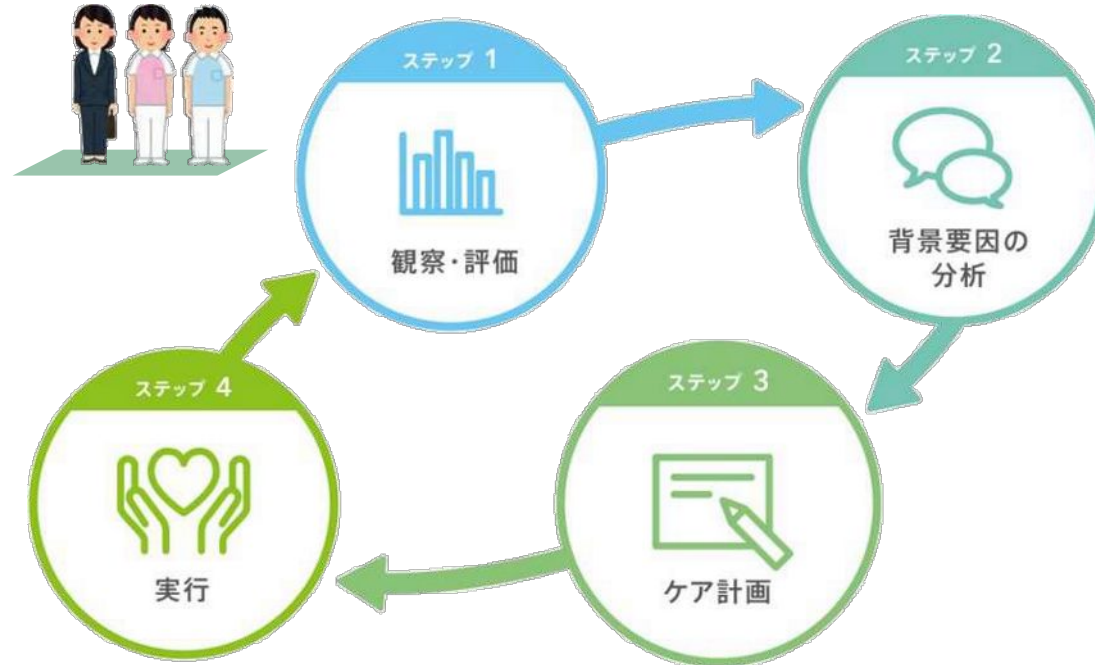 ステップ 1
観察・評価
ステップ 2
背景要因の
分析
ステップ 3
ケア計画
ステップ 4
実行